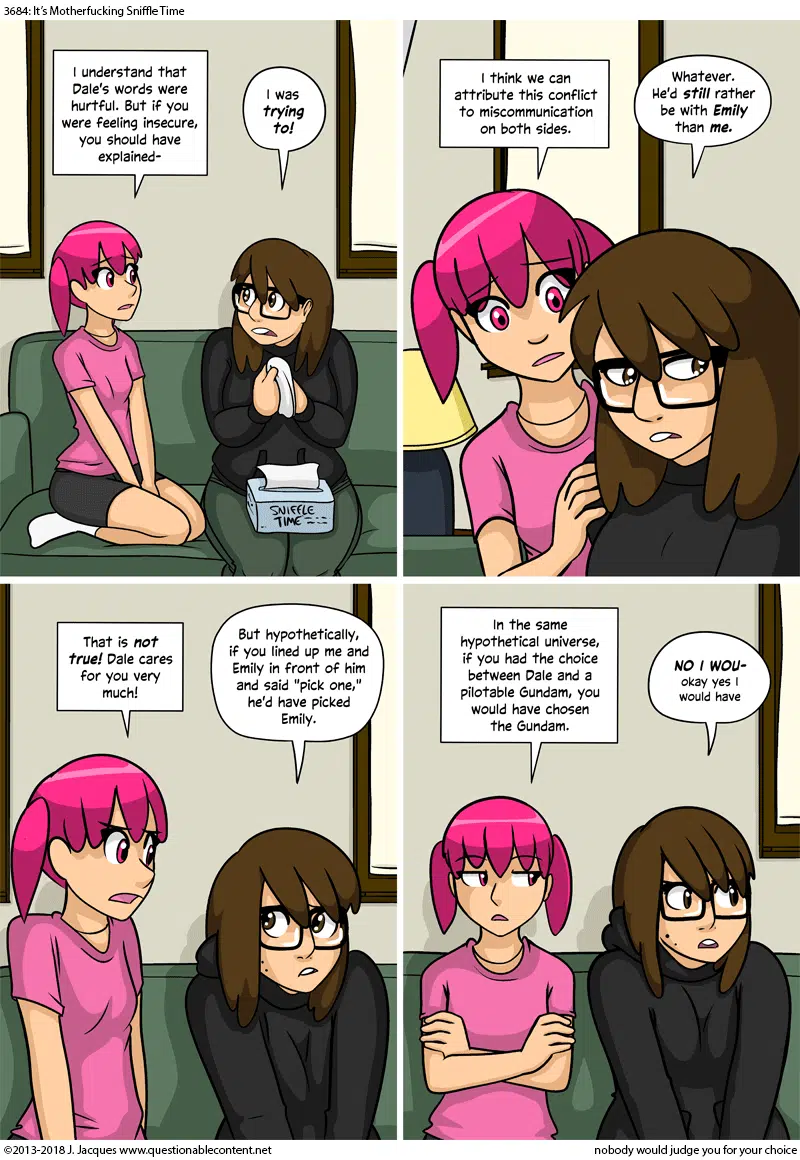 3684: It's Motherfucking Sniffle Time
I understand that
Dale's words were
hurtful. But if you
were feeling insecure,
you should have
explained-
I was
trying
to!
SNIFFLE
TIME
I think we can
attribute this conflict
to miscommunication
on both sides.
Whatever.
He'd still rather
be with Emily
than me.
That is not
true! Dale cares
for you very
much!
But hypothetically,
if you lined up me and
Emily in front of him
and said "pick one,"
he'd have picked
Emily.
In the same
hypothetical universe,
if you had the choice
between Dale and a
pilotable Gundam, you
would have chosen
the Gundam.
NO I WOU-
okay yes I
would have
©2013-2018 J. Jacques www.questionablecontent.net
nobody would judge you for your choice